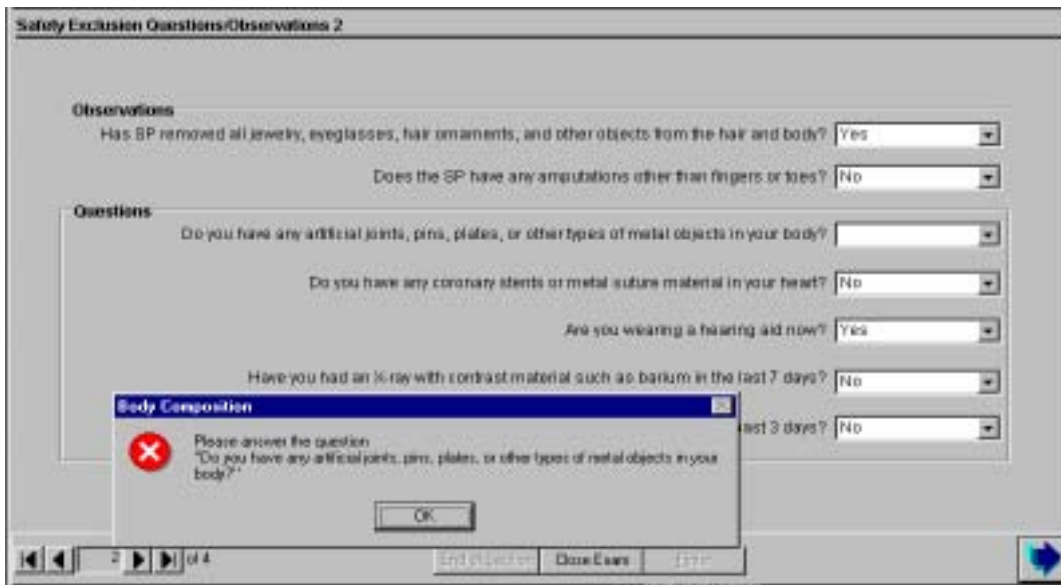 Safety Exclusion Questions/Observations 2
Observations
Has SP removed all jewelry, eyeglasses, hair ornaments, and other objects from the hair and body? Yes
Does the SP have any amputations other than fingers or toes? No
Questions
Do you have any artificial joints, pins, plates, or other types of metal objects in your body?
Do you have any coronary stents or metal suture material in your heart? No
Are you wearing a hearing aid now? Yes
Have you had an X-ray with contrast material such as barium in the last 7 days? No
last 3 days? No
Body Composition
Please answer the question
"Do you have any artificial joints, pins, plates, or other types of metal objects in your
body?"
OK
2 of 4
Close Exam